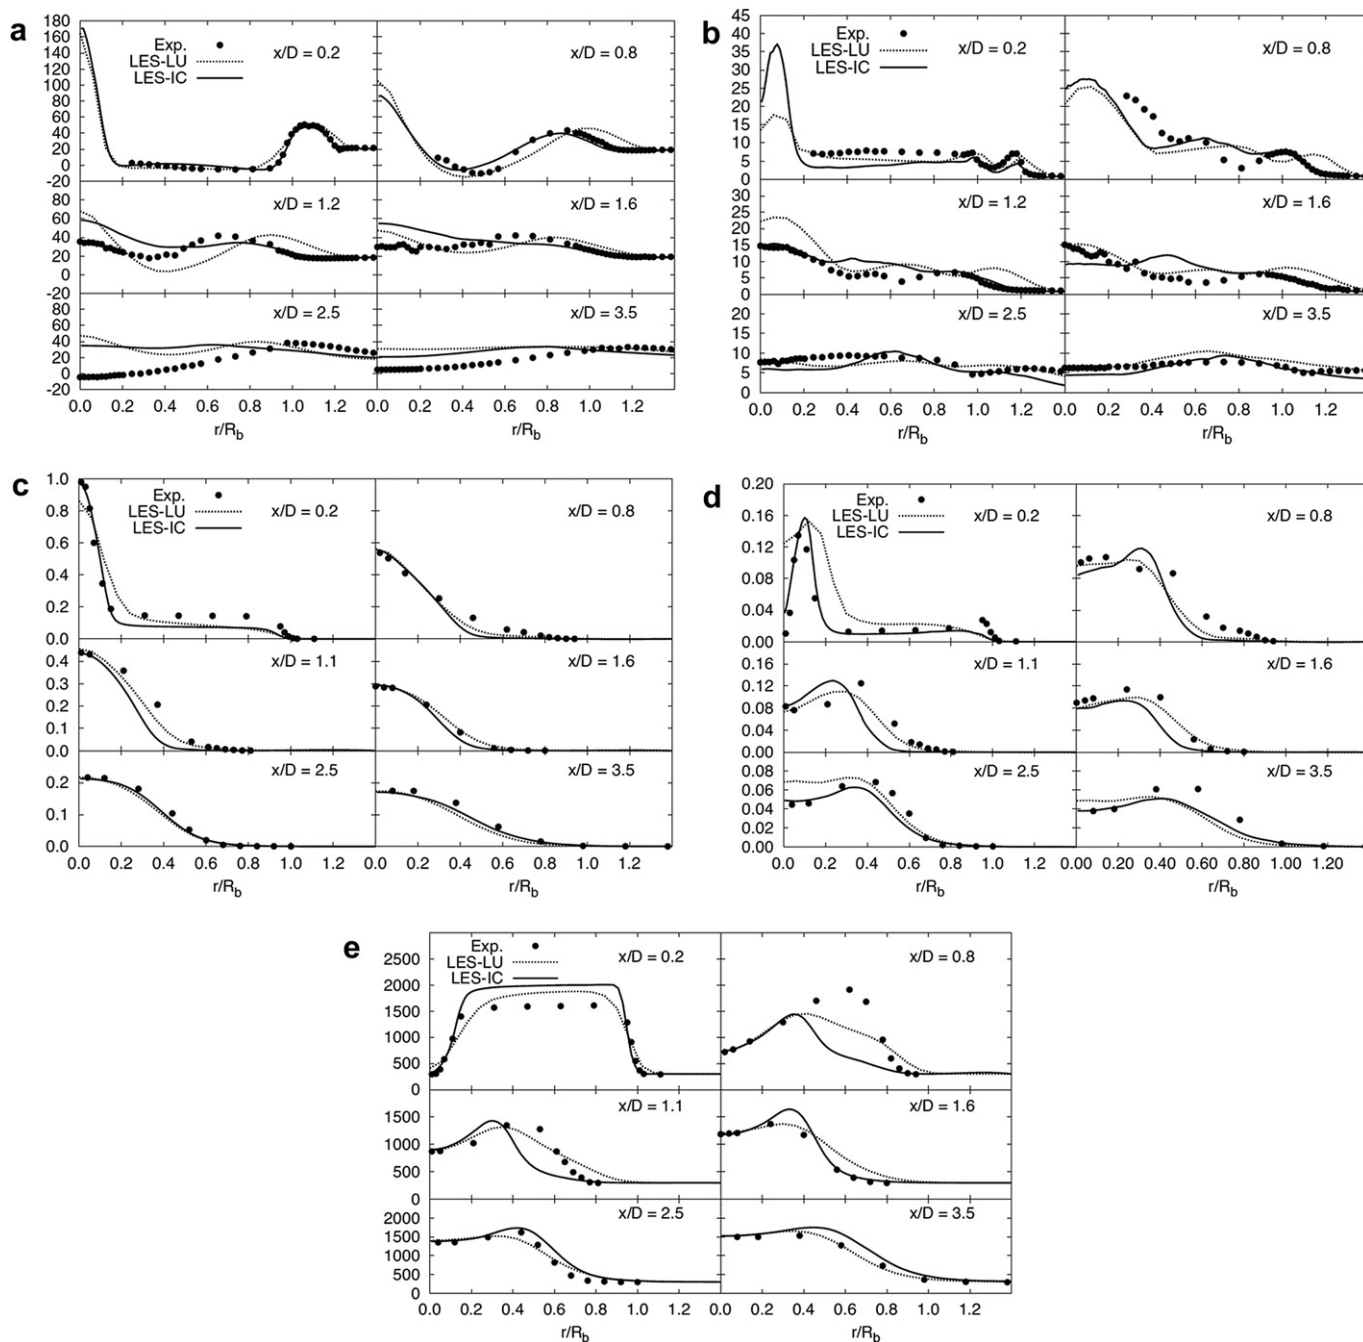 a
180
160
140
120
100
80
60
40
20
0
-20
Exp.
LES-LU
LES-IC
x/D = 0.2
x/D = 0.8
80
60
40
20
0
-20
x/D = 1.2
x/D = 1.6
80
60
40
20
0
-20
x/D = 2.5
x/D = 3.5
0.0 0.2 0.4 0.6 0.8 1.0 1.2 0.0 0.2 0.4 0.6 0.8 1.0 1.2
r/Rb r/Rb
b
45
40
35
30
25
20
15
10
5
0
Exp.
LES-LU
LES-IC
x/D = 0.2
x/D = 0.8
30
25
20
15
10
5
0
x/D = 1.2
x/D = 1.6
20
15
10
5
0
x/D = 2.5
x/D = 3.5
0.0 0.2 0.4 0.6 0.8 1.0 1.2 0.0 0.2 0.4 0.6 0.8 1.0 1.2
r/Rb r/Rb
c
1.0
0.8
0.6
0.4
0.2
0.0
Exp.
LES-LU
LES-IC
x/D = 0.2
x/D = 0.8
0.4
0.3
0.2
0.1
0.0
x/D = 1.1
x/D = 1.6
0.2
0.1
0.0
x/D = 2.5
x/D = 3.5
0.0 0.2 0.4 0.6 0.8 1.0 1.2 0.0 0.2 0.4 0.6 0.8 1.0 1.2
r/Rb r/Rb
d
0.20
0.16
0.12
0.08
0.04
0.00
Exp.
LES-LU
LES-IC
x/D = 0.2
x/D = 0.8
0.16
0.12
0.08
0.04
0.00
x/D = 1.1
x/D = 1.6
0.08
0.06
0.04
0.02
0.00
x/D = 2.5
x/D = 3.5
0.0 0.2 0.4 0.6 0.8 1.0 1.2 0.00 0.20 0.40 0.60 0.80 1.00 1.20
r/Rb r/Rb
e
2500
2000
1500
1000
500
0
Exp.
LES-LU
LES-IC
x/D = 0.2
x/D = 0.8
1500
1000
500
0
x/D = 1.1
x/D = 1.6
2000
1500
1000
500
0
x/D = 2.5
x/D = 3.5
0.0 0.2 0.4 0.6 0.8 1.0 1.2 0.0 0.2 0.4 0.6 0.8 1.0 1.2
r/Rb r/Rb